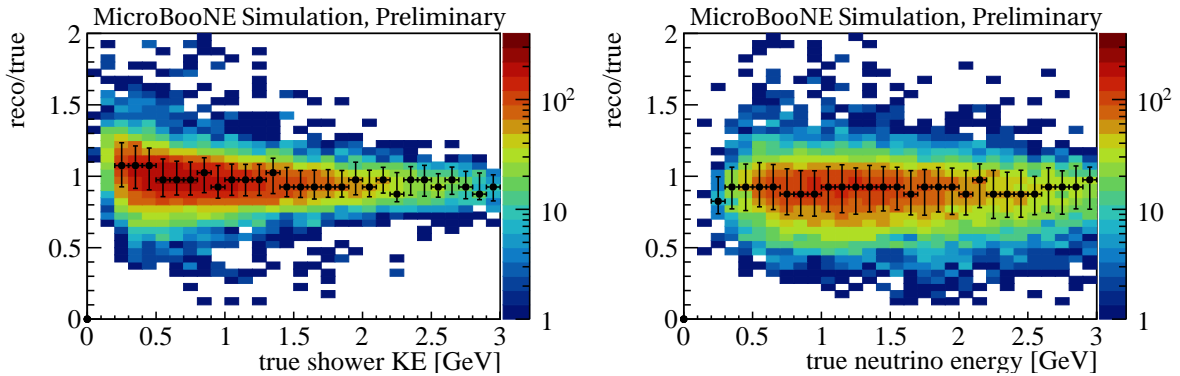 MicroBooNE Simulation, Preliminary
reco/true
2
1.5
1
0.5
0
0 0.5 1 1.5 2 2.5 3
true shower KE [GeV]
10²
10
1
MicroBooNE Simulation, Preliminary
reco/true
2
1.5
1
0.5
0
0 0.5 1 1.5 2 2.5 3
true neutrino energy [GeV]
10²
10
1